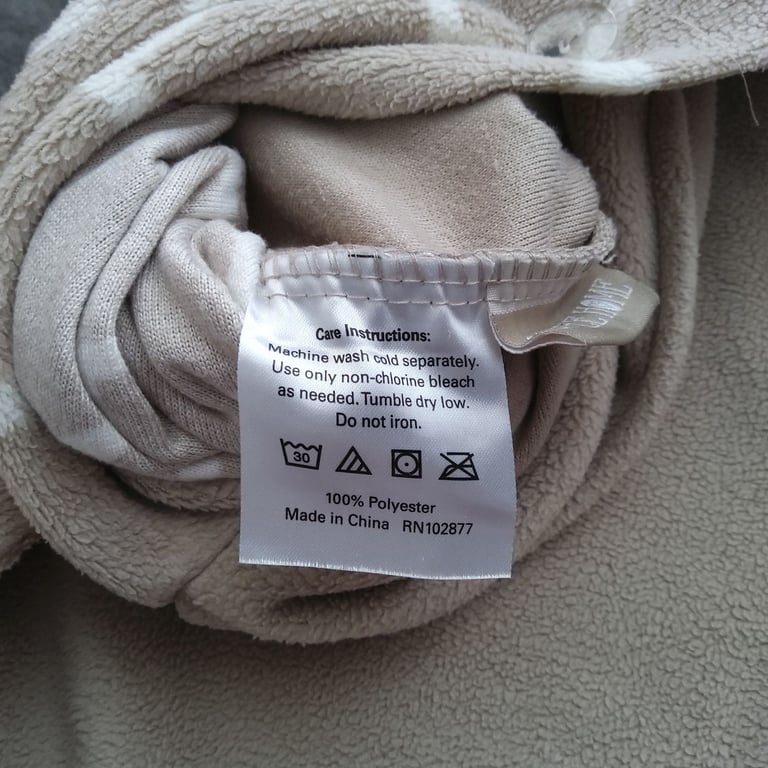 Care Instructions:
Machine wash cold separately.
Use only non-chlorine bleach
as needed. Tumble dry low.
Do not iron.
30
100% Polyester
Made in China RN102877